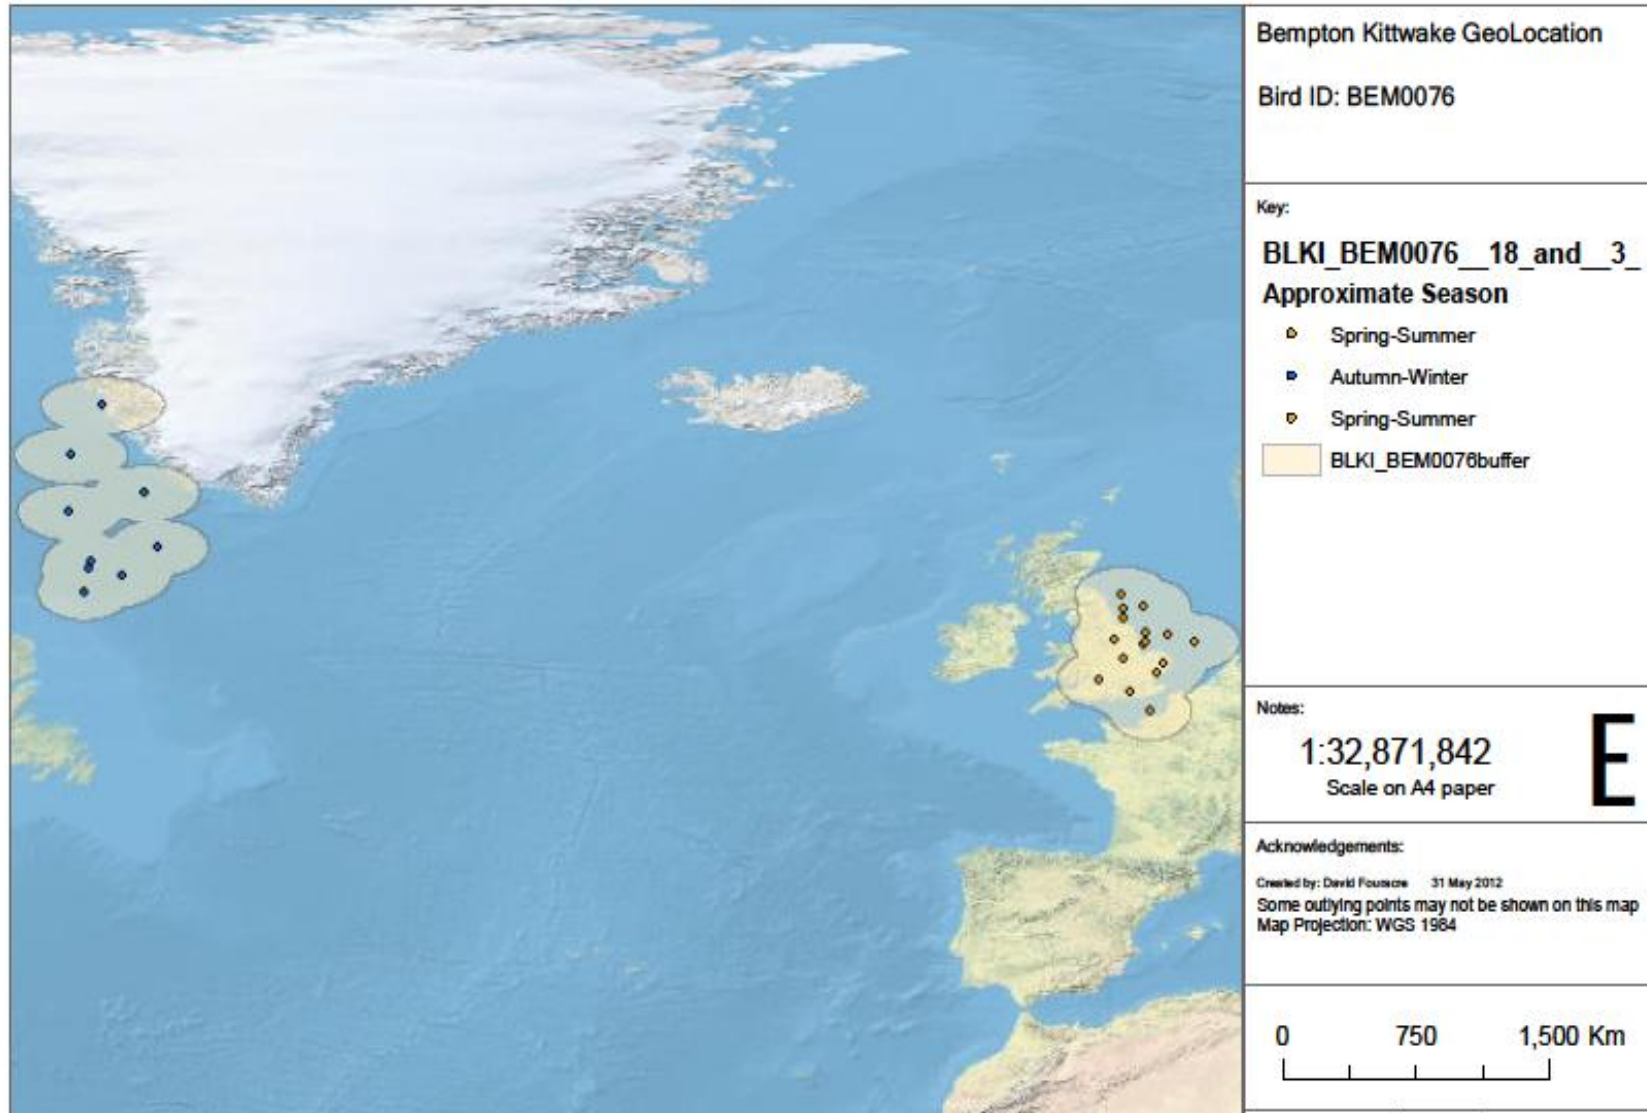 Bempton Kittwake GeoLocation
Bird ID: BEM0076
Key:
BLKI_BEM0076__18_and__3_
Approximate Season
Spring-Summer
Autumn-Winter
Spring-Summer
BLKI_BEM0076buffer
Notes:
1:32,871,842
Scale on A4 paper
E
Acknowledgements:
Created by: David Fouracre 31 May 2012
Some outlying points may not be shown on this map
Map Projection: WGS 1984
0 750 1,500 Km